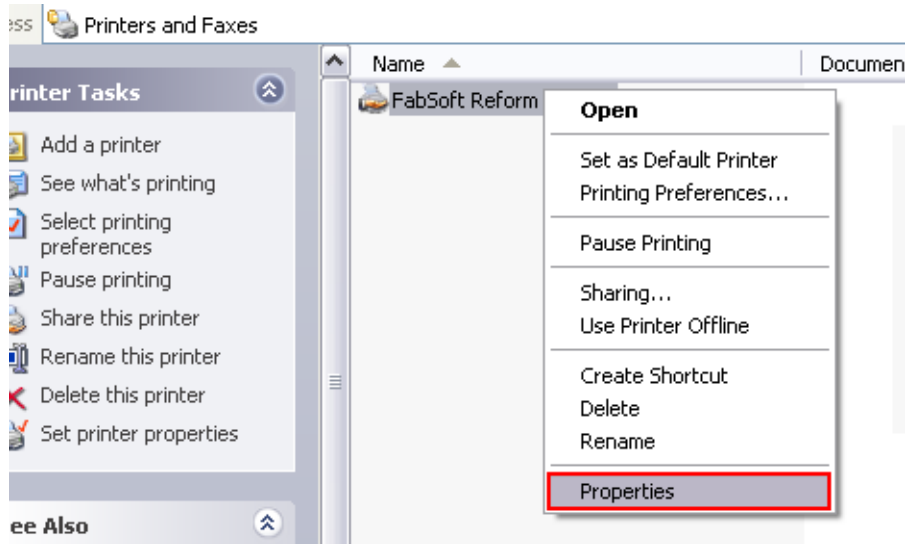 ess Printers and Faxes
Name Documen
rinter Tasks
FabSoft Reform
Add a printer
See what's printing
Select printing
preferences
Pause printing
Share this printer
Rename this printer
Delete this printer
Set printer properties
ee Also
Open
Set as Default Printer
Printing Preferences...
Pause Printing
Sharing...
Use Printer Offline
Create Shortcut
Delete
Rename
Properties